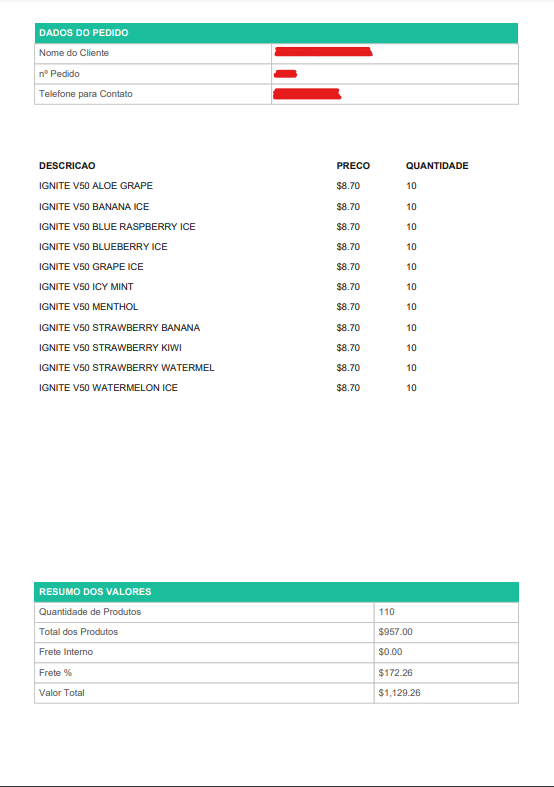 DADOS DO PEDIDO
Nome do Cliente
nº Pedido
Telefone para Contato
DESCRICAO PRECO QUANTIDADE
IGNITE V50 ALOE GRAPE $8.70 10
IGNITE V50 BANANA ICE $8.70 10
IGNITE V50 BLUE RASPBERRY ICE $8.70 10
IGNITE V50 BLUEBERRY ICE $8.70 10
IGNITE V50 GRAPE ICE $8.70 10
IGNITE V50 ICY MINT $8.70 10
IGNITE V50 MENTHOL $8.70 10
IGNITE V50 STRAWBERRY BANANA $8.70 10
IGNITE V50 STRAWBERRY KIWI $8.70 10
IGNITE V50 STRAWBERRY WATERMEL $8.70 10
IGNITE V50 WATERMELON ICE $8.70 10
RESUMO DOS VALORES
Quantidade de Produtos 110
Total dos Produtos $957.00
Frete Interno $0.00
Frete % $172.26
Valor Total $1,129.26